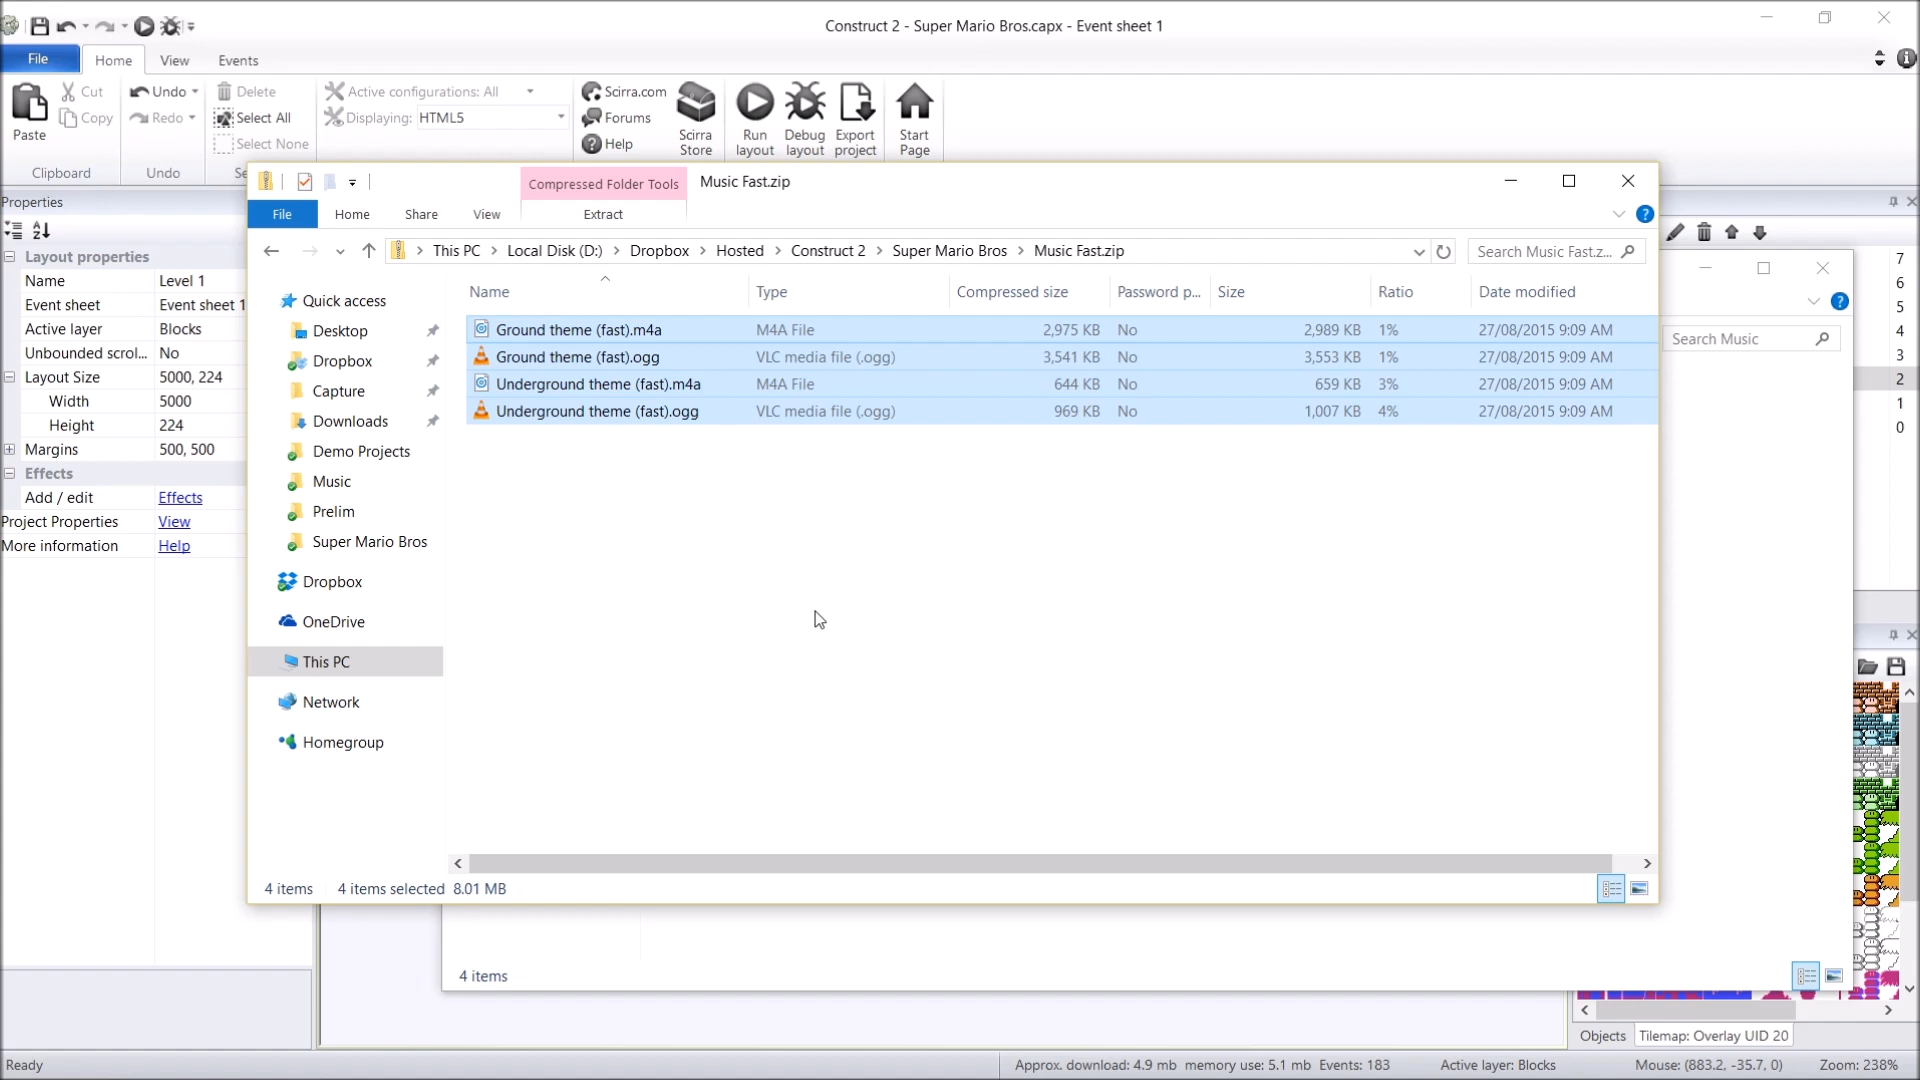 Construct 2 - Super Mario Bros.capx - Event sheet 1
File Home View Events
Cut Undo Delete Active configurations: All Scirra.com
Copy Redo Select All Displaying: HTML5 Forums
Paste Select None Help Scirra Store Run layout Debug layout Export project Start Page
Clipboard Undo Se
Compressed Folder Tools Music Fast.zip
Properties
File Home Share View Extract
This PC Local Disk (D:) Dropbox Hosted Construct 2 Super Mario Bros Music Fast.zip Search Music Fast.z...
Layout properties
Name Level 1
Event sheet Event sheet 1
Active layer Blocks
Unbounded scrol... No
Layout Size 5000, 224
Width 5000
Height 224
Margins 500, 500
Effects
Add / edit Effects
Project Properties View
More information Help
Quick access
Desktop
Dropbox
Capture
Downloads
Demo Projects
Music
Prelim
Super Mario Bros
Dropbox
OneDrive
This PC
Network
Homegroup
Name Type Compressed size Password p... Size Ratio Date modified
Ground theme (fast).m4a M4A File 2,975 KB No 2,989 KB 1% 27/08/2015 9:09 AM
Ground theme (fast).ogg VLC media file (.ogg) 3,541 KB No 3,553 KB 1% 27/08/2015 9:09 AM
Underground theme (fast).m4a M4A File 644 KB No 659 KB 3% 27/08/2015 9:09 AM
Underground theme (fast).ogg VLC media file (.ogg) 969 KB No 1,007 KB 4% 27/08/2015 9:09 AM
4 items 4 items selected 8.01 MB
Search Music
7
6
5
4
3
2
1
0
4 items
Objects Tilemap: Overlay UID 20
Ready Approx. download: 4.9 mb memory use: 5.1 mb Events: 183 Active layer: Blocks Mouse: (883.2, -35.7, 0) Zoom: 238%